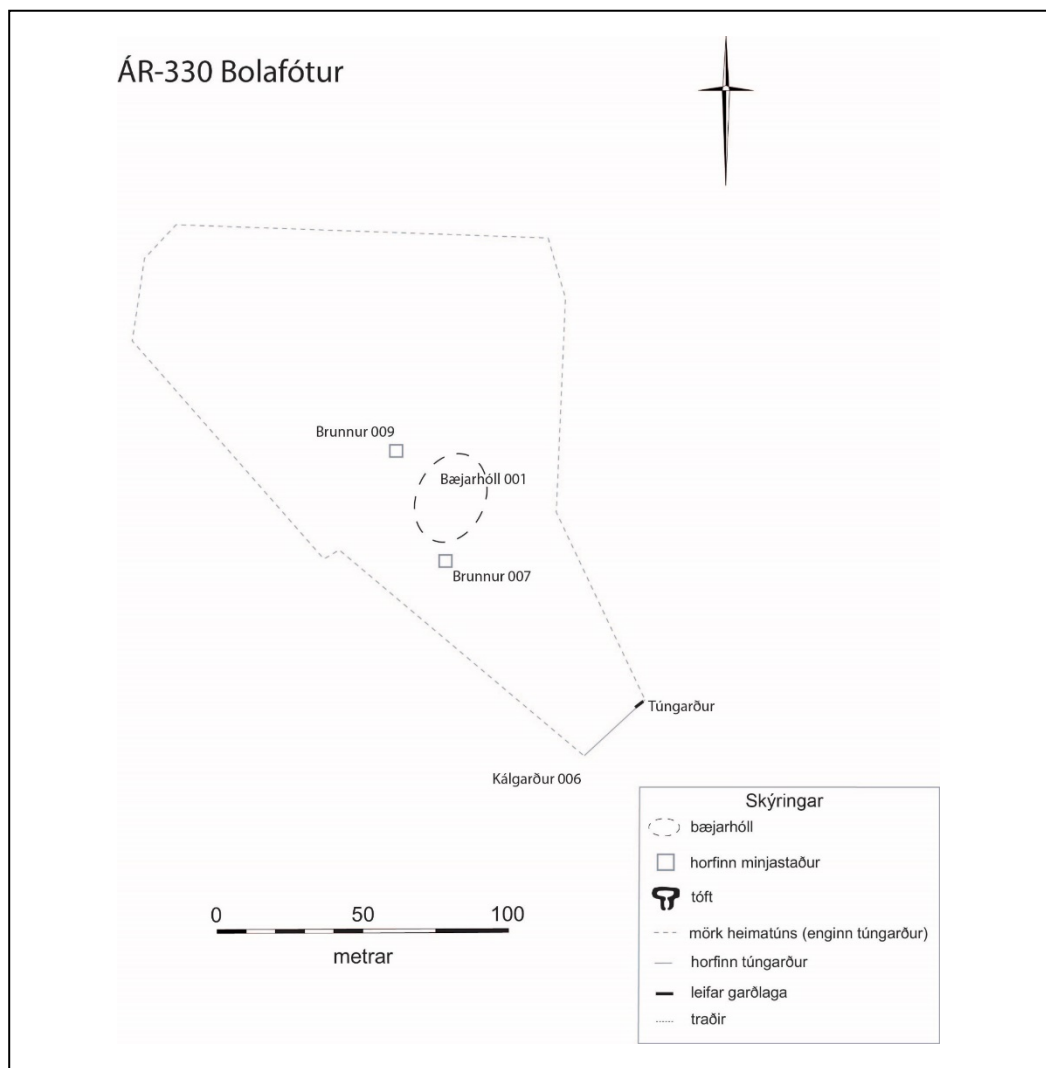 ÁR-330 Bolafótur
Brunnur 009
Bæjarhóll 001
Brunnur 007
Túngarður
Kálgarður 006
Skýringar
bæjarhóll
horfinn minjastaður
tóft
mörk heimatúns (enginn túngarður)
horfinn túngarður
leifar garðlaga
traðir
0 50 100
metrar